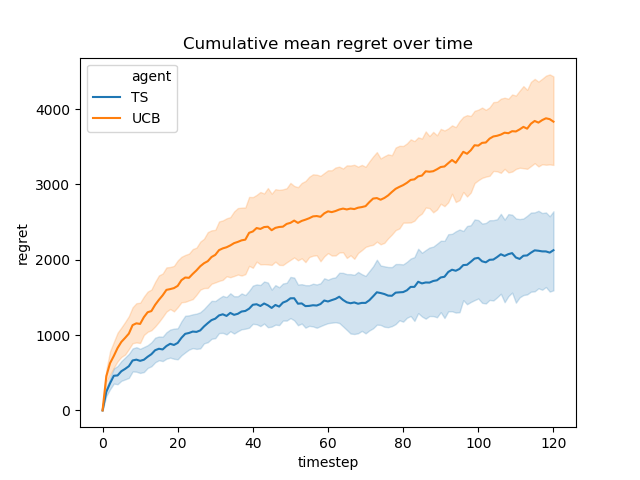 Cumulative mean regret over time
agent
TS
UCB
regret
4000
3000
2000
1000
0
0 20 40 60 80 100 120
timestep